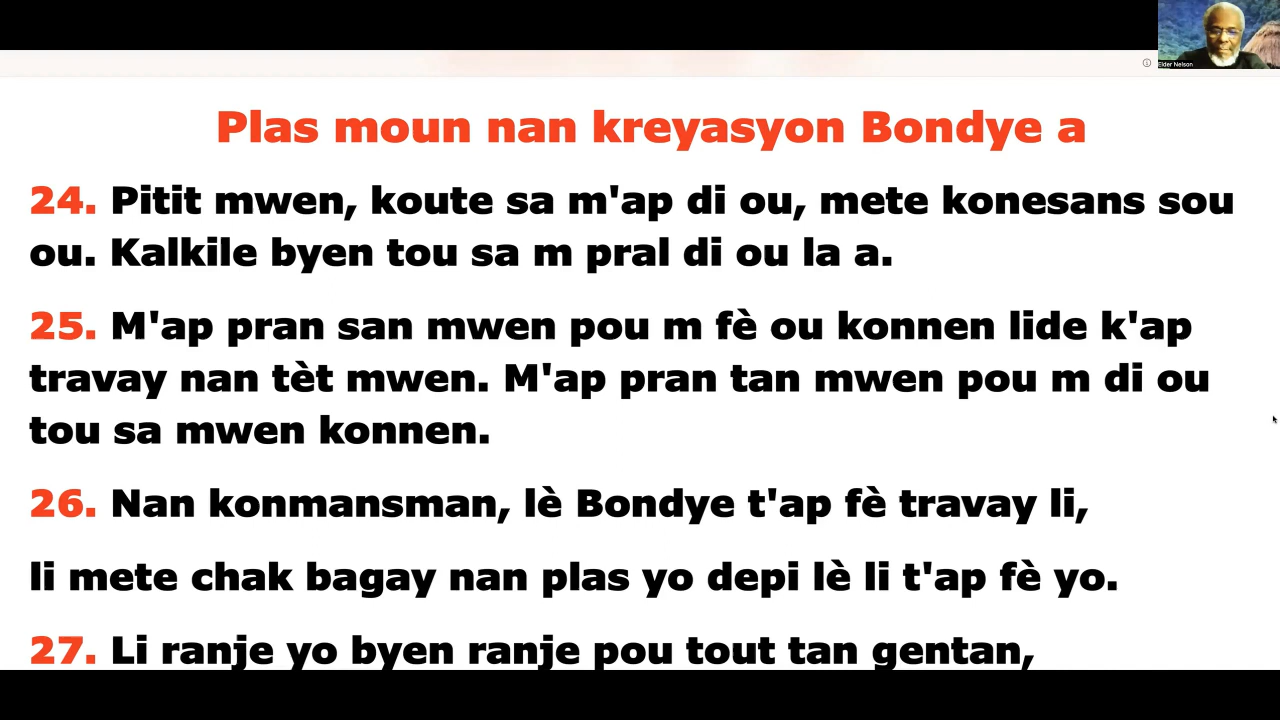 Elder Nelson
Plas moun nan kreyasyon Bondye a
24. Pitit mwen, koute sa m'ap di ou, mete konesans sou
ou. Kalkile byen tou sa m pral di ou la a.
25. M'ap pran san mwen pou m fè ou konnen lide k'ap
travay nan tèt mwen. M'ap pran tan mwen pou m di ou
tou sa mwen konnen.
26. Nan konmansman, lè Bondye t'ap fè travay li,
li mete chak bagay nan plas yo depi lè li t'ap fè yo.
27. Li ranje yo byen ranje pou tout tan gentan,